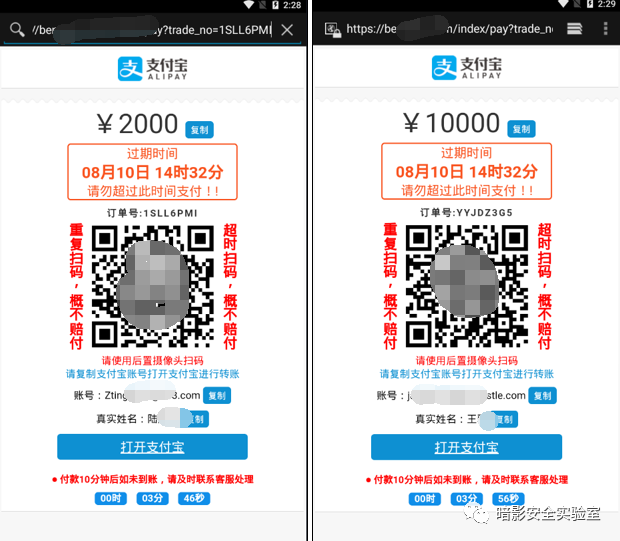 2:28
//be
pay?trade_no=1SLL6PMI
支付宝
ALIPAY
￥2000 复制
过期时间
08月10日 14时32分
请勿超过此时间支付！！
订单号:1SLL6PMI
重复扫码，概不赔付
超时扫码，概不赔付
请使用后置摄像头扫码
请复制支付宝账号打开支付宝进行转账
账号：Zting 3.com 复制
真实姓名：陆 复制
打开支付宝
• 付款10分钟后如未到账，请及时联系客服处理
00时 03分 46秒
2:29
https://be m/index/pay?trade_no
支付宝
ALIPAY
￥10000 复制
过期时间
08月10日 14时32分
请勿超过此时间支付！！
订单号:YYJDZ3G5
重复扫码，概不赔付
超时扫码，概不赔付
请使用后置摄像头扫码
请复制支付宝账号打开支付宝进行转账
账号：j stle.com 复制
真实姓名：王 复制
打开支付宝
• 付款10分钟后如未到账，请及时联系客服处理
00时 03分 56秒
暗影安全实验室